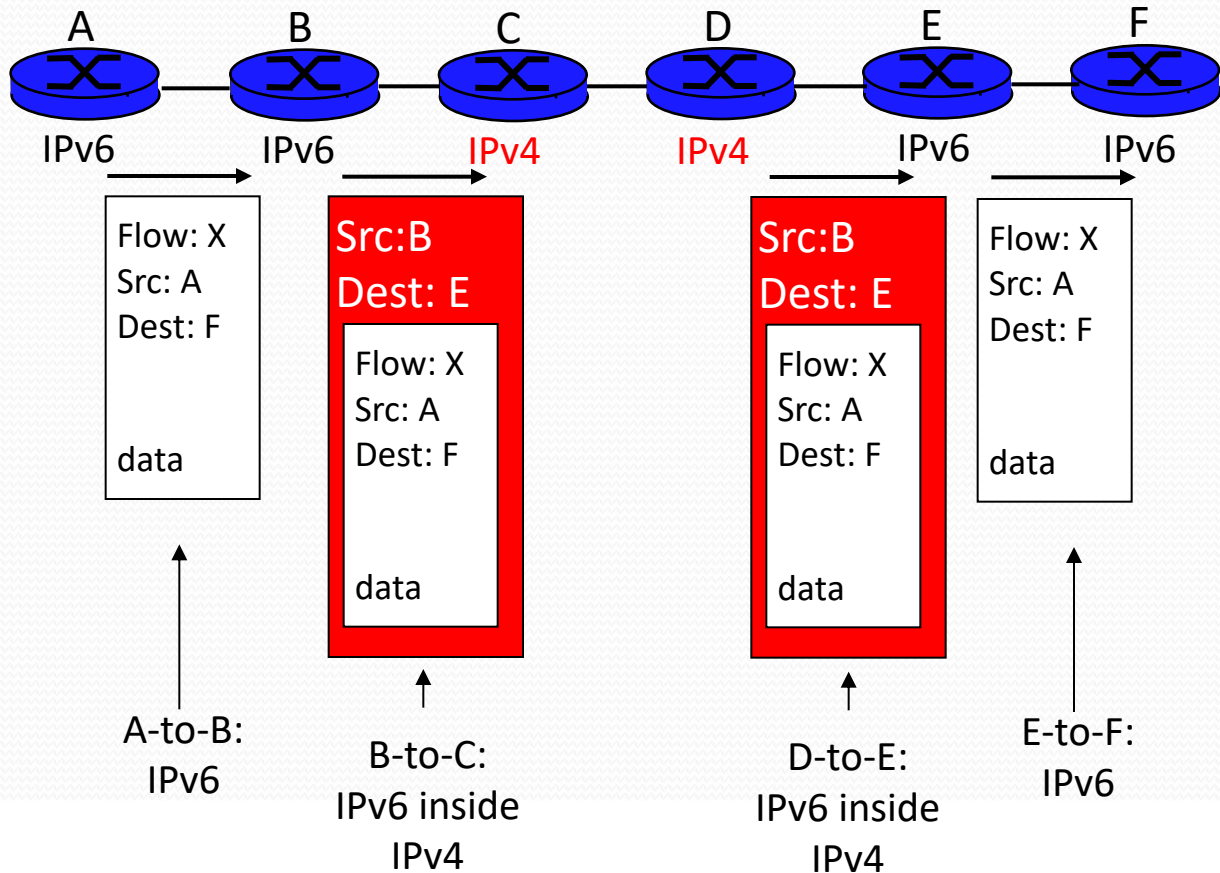 A
B
C
D
E
F
IPv6
IPv6
IPv4
IPv4
IPv6
IPv6
Flow: X
Src: A
Dest: F
data
Src:B
Dest: E
Flow: X
Src: A
Dest: F
data
Src:B
Dest: E
Flow: X
Src: A
Dest: F
data
Flow: X
Src: A
Dest: F
data
A-to-B:
IPv6
B-to-C:
IPv6 inside
IPv4
D-to-E:
IPv6 inside
IPv4
E-to-F:
IPv6